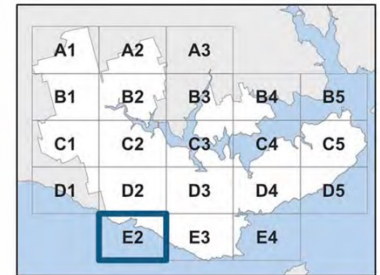 A1 A2 A3
B1 B2 B3 B4 B5
C1 C2 C3 C4 C5
D1 D2 D3 D4 D5
E2 E3 E4